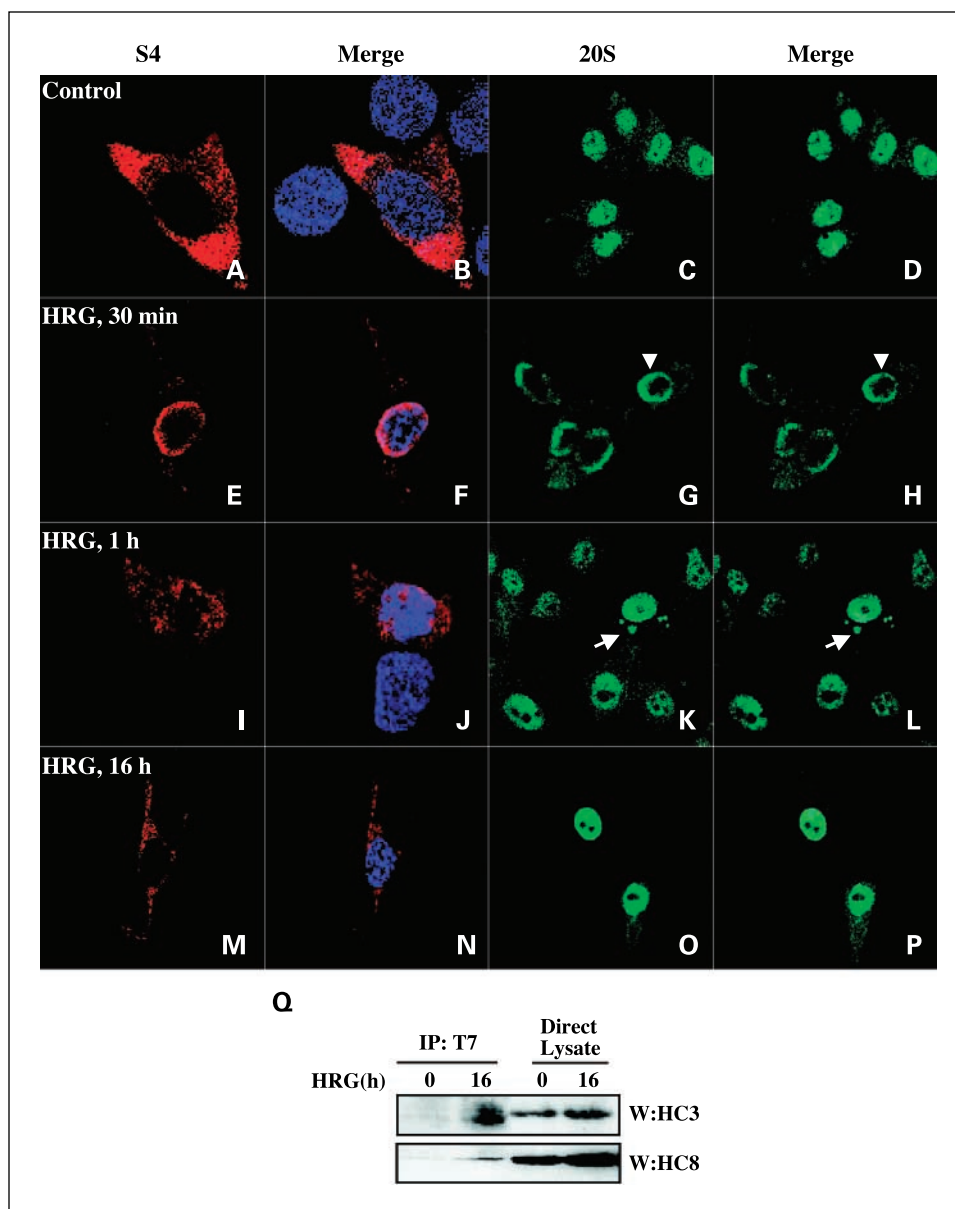 S4 Merge 20S Merge
Control
A B C D
HRG, 30 min
E F G H
HRG, 1 h
I J K L
HRG, 16 h
M N O P
Q
IP: T7 Direct Lysate
HRG(h) 0 16 0 16
W:HC3
W:HC8